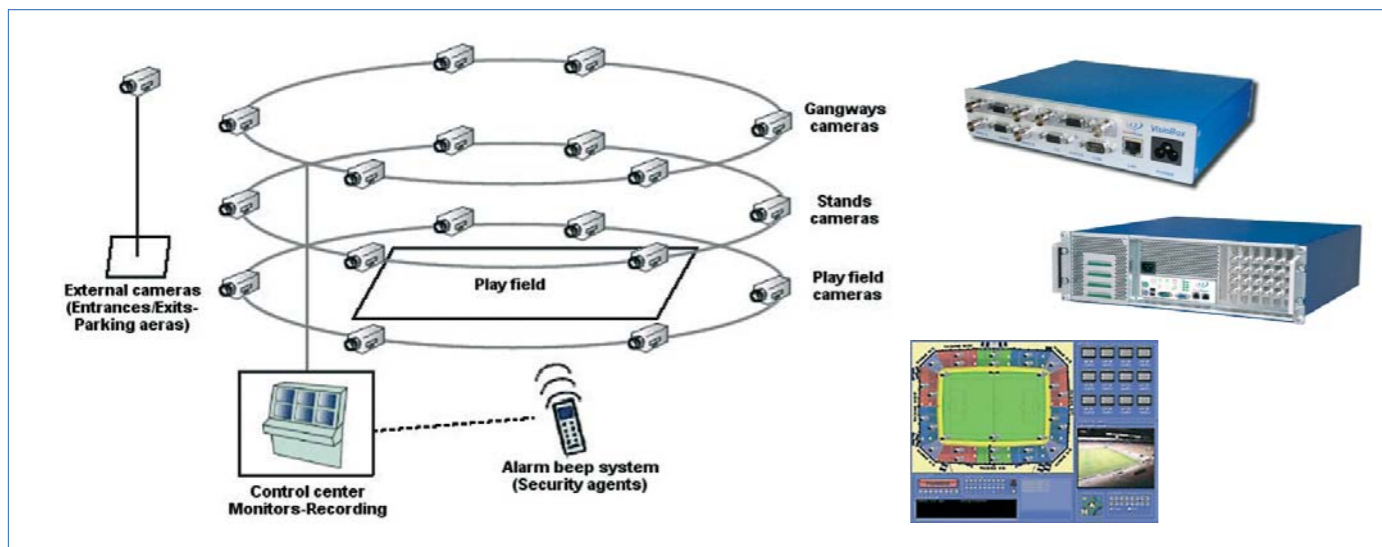 Gangways
cameras
Stands
cameras
Play field
cameras
Play field
External cameras
(Entrances/Exits-
Parking aeras)
Control center
Monitors-Recording
Alarm beep system
(Security agents)
VisioBox